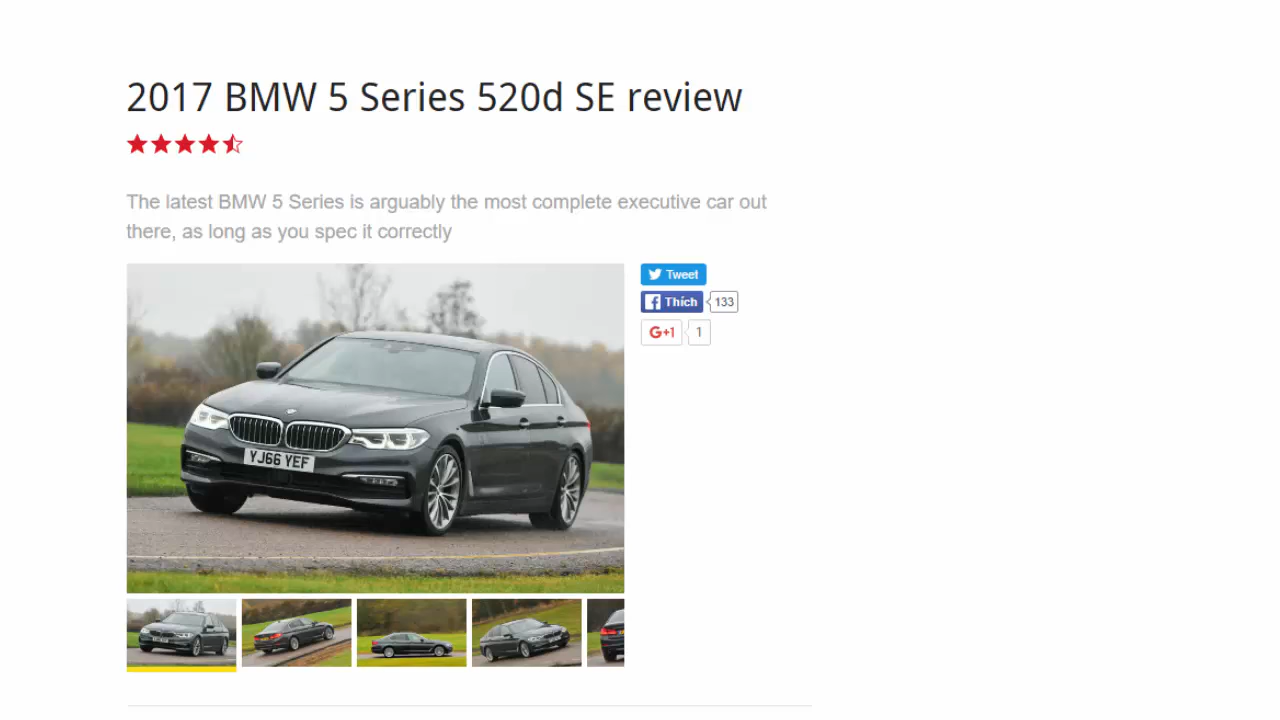 2017 BMW 5 Series 520d SE review
The latest BMW 5 Series is arguably the most complete executive car out
there, as long as you spec it correctly
Tweet
Thích 133
G+1 1
YJ66 YEF